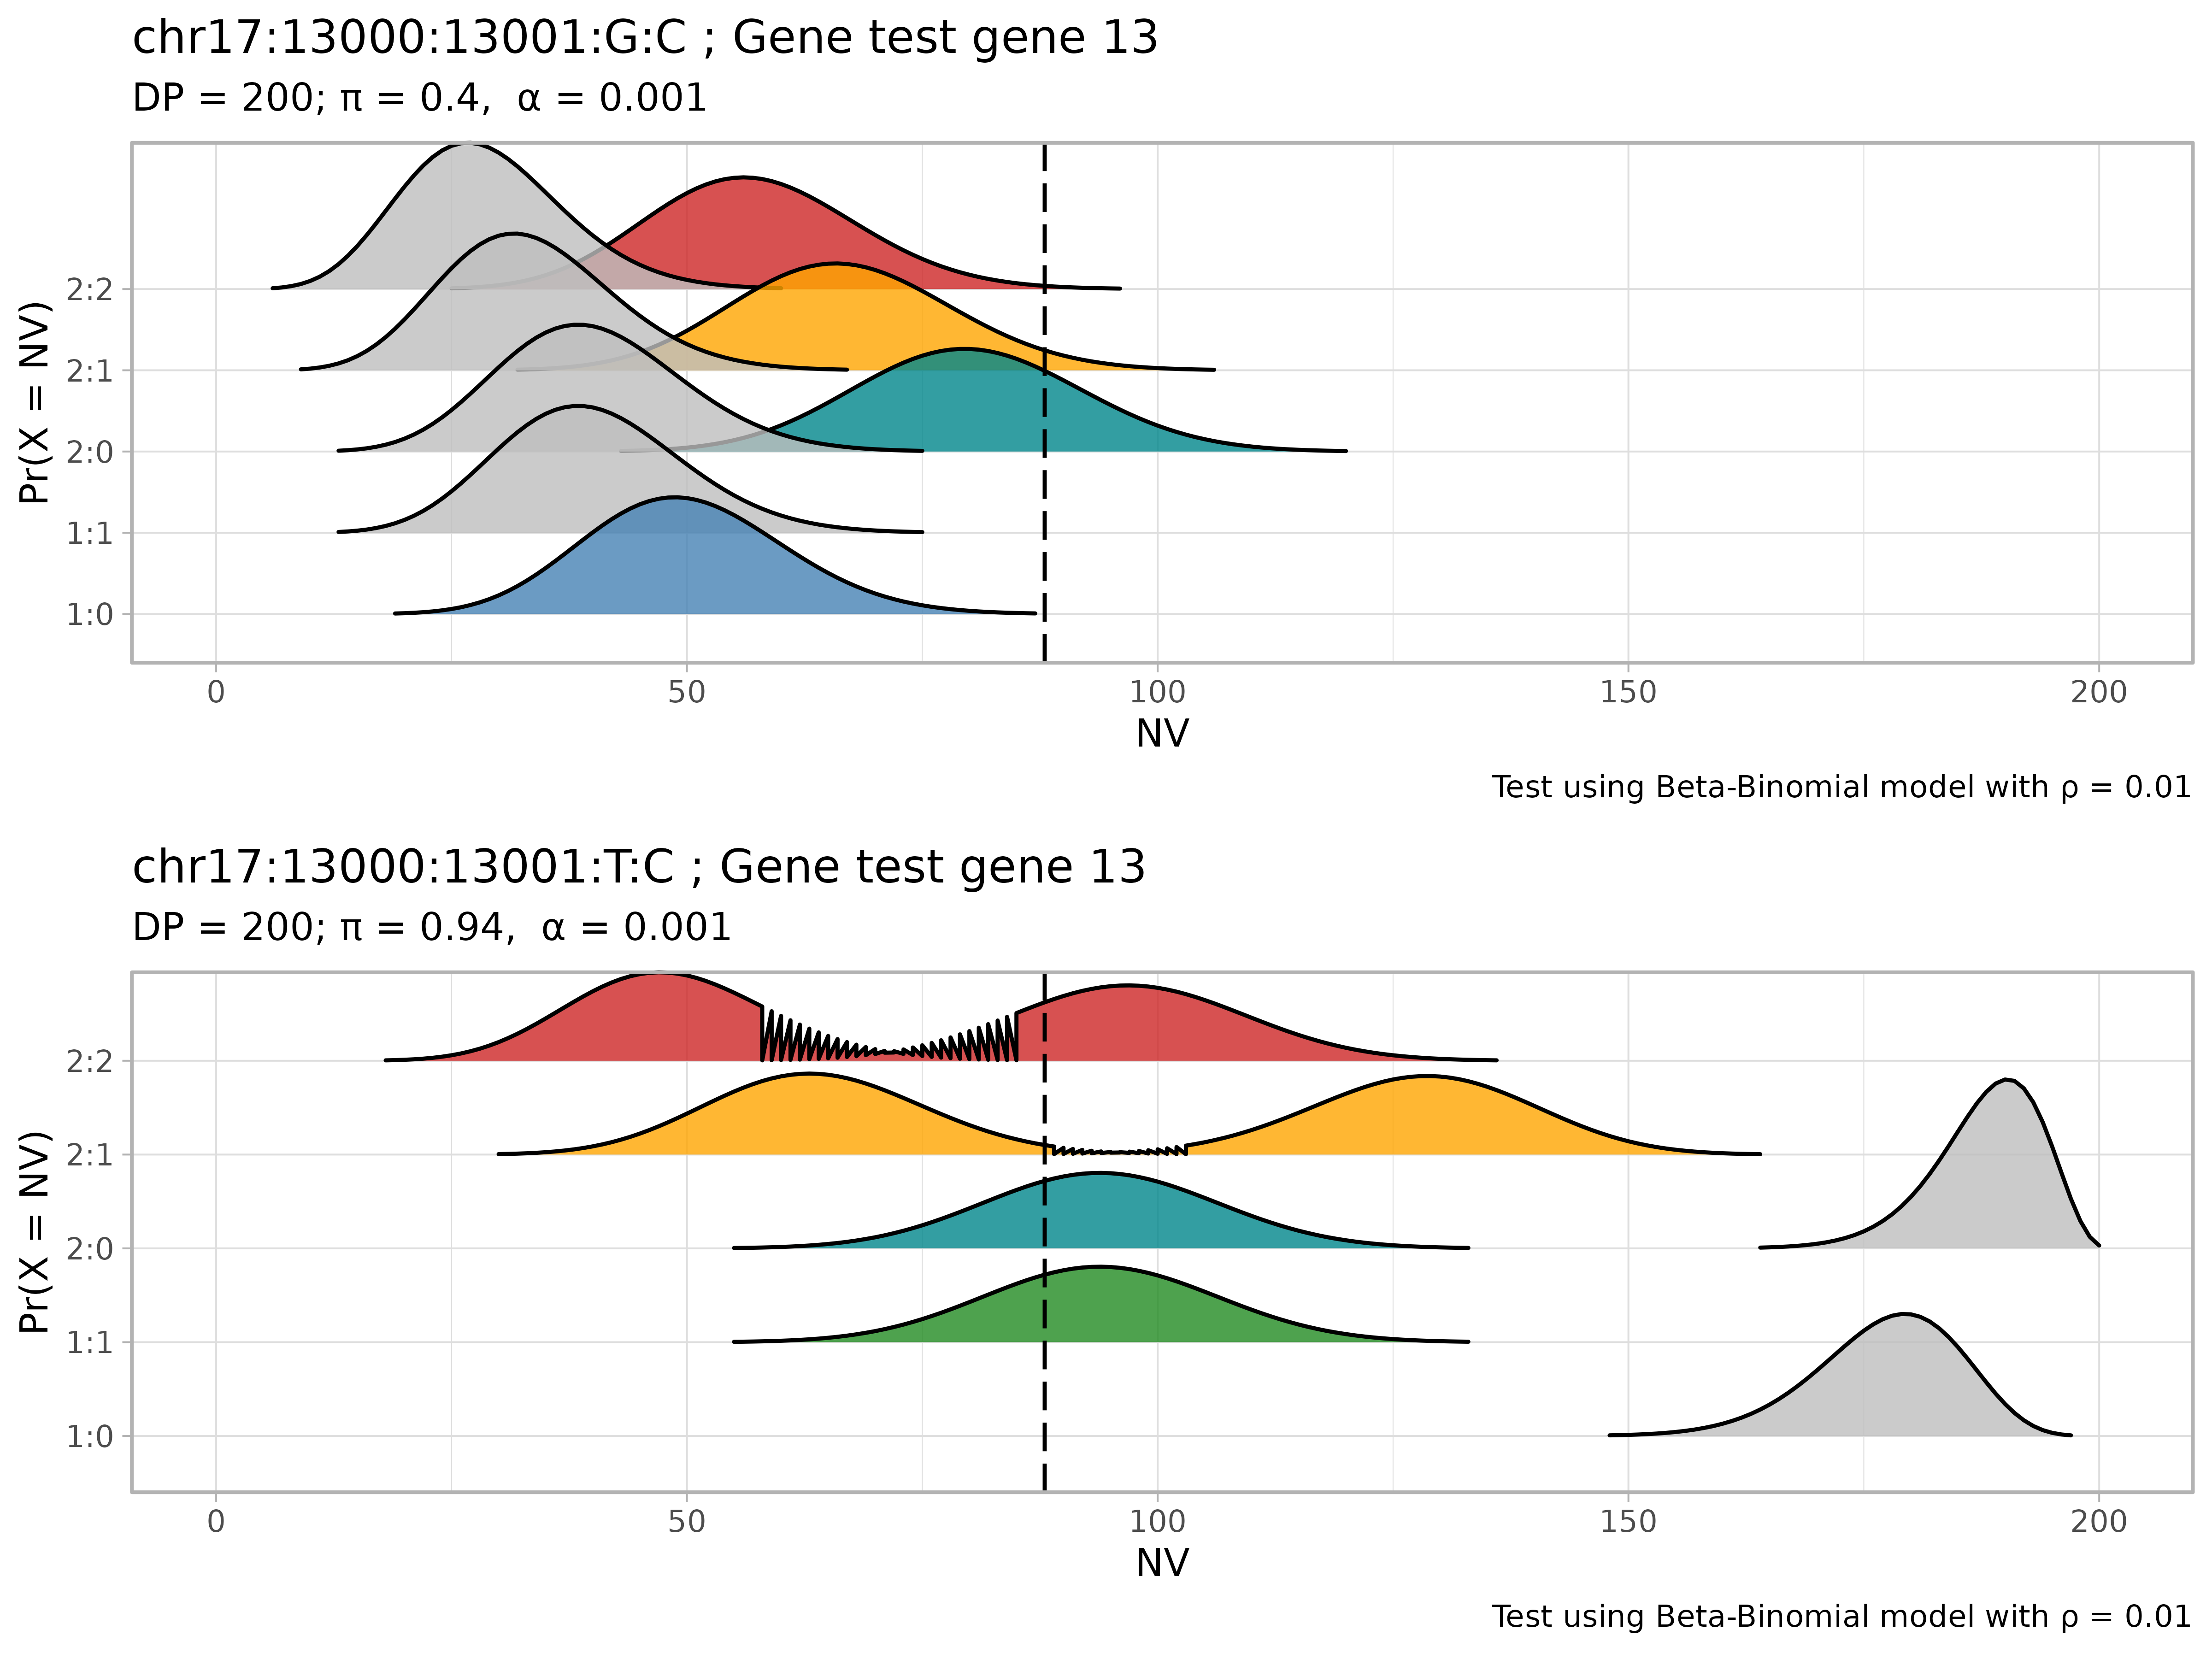 chr17:13000:13001:G:C ; Gene test gene 13
DP = 200; π = 0.4,  α = 0.001
Pr(X = NV)
2:2
2:1
2:0
1:1
1:0
0 50 100 150 200
NV
Test using Beta-Binomial model with ρ = 0.01
chr17:13000:13001:T:C ; Gene test gene 13
DP = 200; π = 0.94,  α = 0.001
Pr(X = NV)
2:2
2:1
2:0
1:1
1:0
0 50 100 150 200
NV
Test using Beta-Binomial model with ρ = 0.01